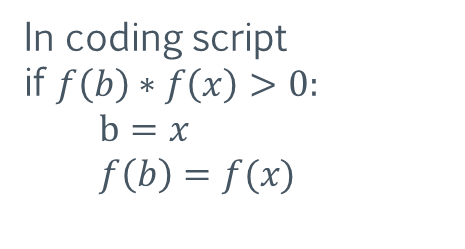 In coding script
if f(b) * f(x) > 0:
b = x
f(b) = f(x)